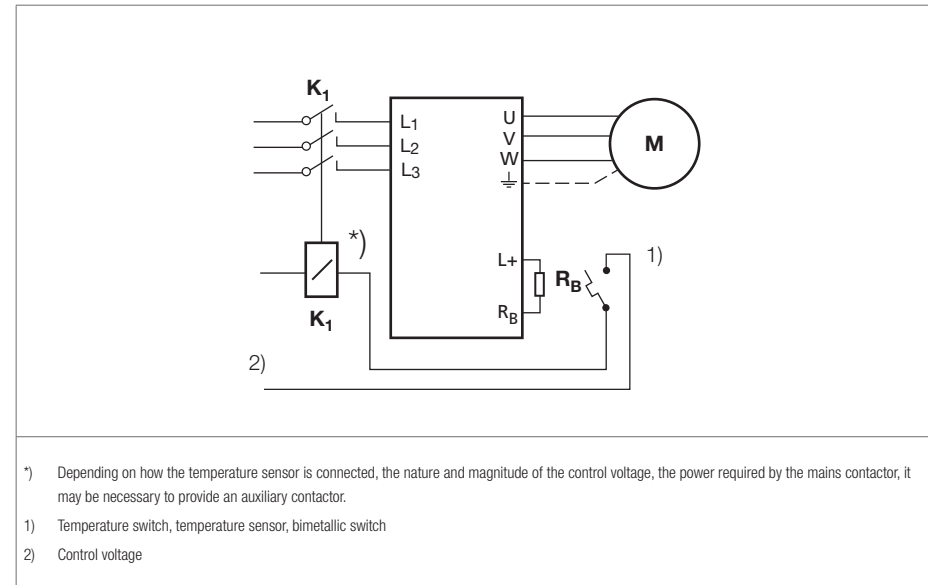 K1
L1
U
L2
V
M
L3
W
*)
L+
RB
1)
K1
RB
2)
*) Depending on how the temperature sensor is connected, the nature and magnitude of the control voltage, the power required by the mains contactor, it
may be necessary to provide an auxiliary contactor.
1) Temperature switch, temperature sensor, bimetallic switch
2) Control voltage